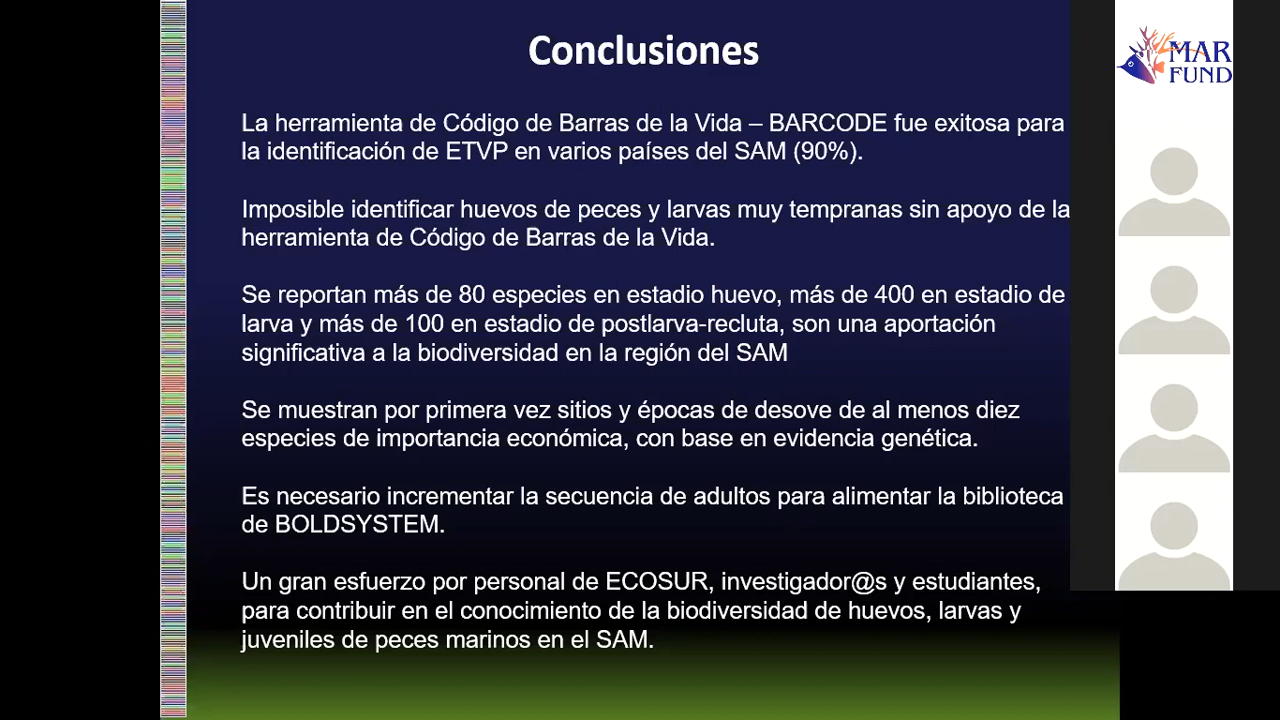 Conclusiones
MAR
FUND
La herramienta de Código de Barras de la Vida – BARCODE fue exitosa para
la identificación de ETVP en varios países del SAM (90%).
Imposible identificar huevos de peces y larvas muy tempranas sin apoyo de la
herramienta de Código de Barras de la Vida.
Se reportan más de 80 especies en estadio huevo, más de 400 en estadio de
larva y más de 100 en estadio de postlarva-recluta, son una aportación
significativa a la biodiversidad en la región del SAM
Se muestran por primera vez sitios y épocas de desove de al menos diez
especies de importancia económica, con base en evidencia genética.
Es necesario incrementar la secuencia de adultos para alimentar la biblioteca
de BOLDSYSTEM.
Un gran esfuerzo por personal de ECOSUR, investigador@s y estudiantes,
para contribuir en el conocimiento de la biodiversidad de huevos, larvas y
juveniles de peces marinos en el SAM.